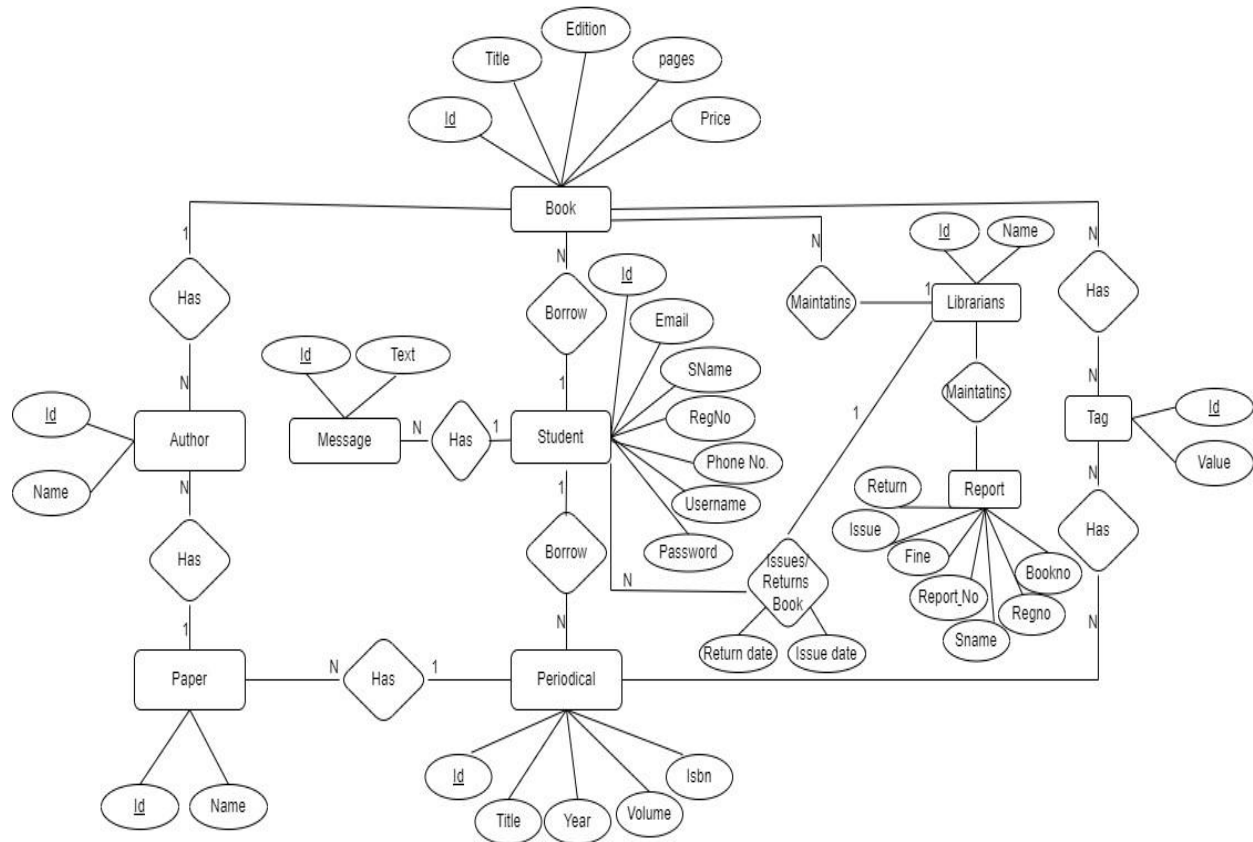 Edition
Title
pages
Id
Price
Book
1
N
N
N
Id
Name
Id
Has
Borrow
Maintatins
1
Librarians
Has
Email
Id
Text
SName
N
1
Maintatins
N
Id
RegNo
1
Id
Author
Message
N
Has
1
Student
Tag
Phone No.
Value
Name
N
1
Username
Return
Report
N
Issue
Has
Borrow
Password
Fine
Bookno
Has
Issues/
Returns
Book
N
Report_No
Regno
1
N
Sname
N
Return date
Issue date
Paper
N
Has
1
Periodical
Id
Isbn
Id
Name
Title
Year
Volume